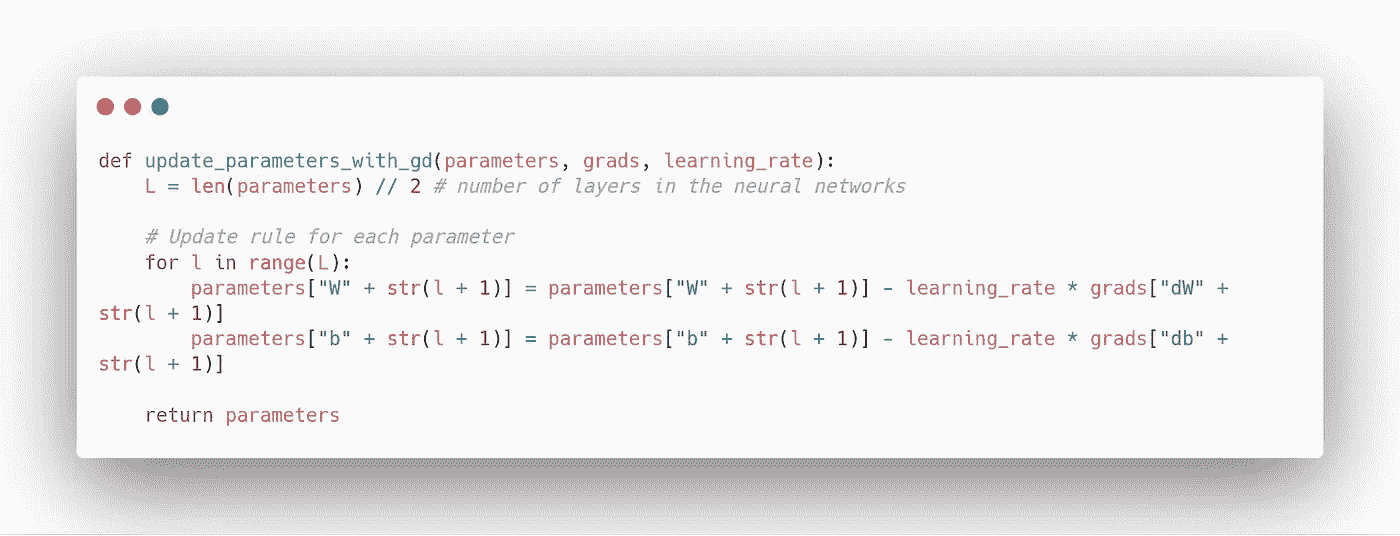 def update_parameters_with_gd(parameters, grads, learning_rate):
    L = len(parameters) // 2 # number of layers in the neural networks

    # Update rule for each parameter
    for l in range(L):
        parameters["W" + str(l + 1)] = parameters["W" + str(l + 1)] - learning_rate * grads["dW" +
str(l + 1)]
        parameters["b" + str(l + 1)] = parameters["b" + str(l + 1)] - learning_rate * grads["db" +
str(l + 1)]

    return parameters